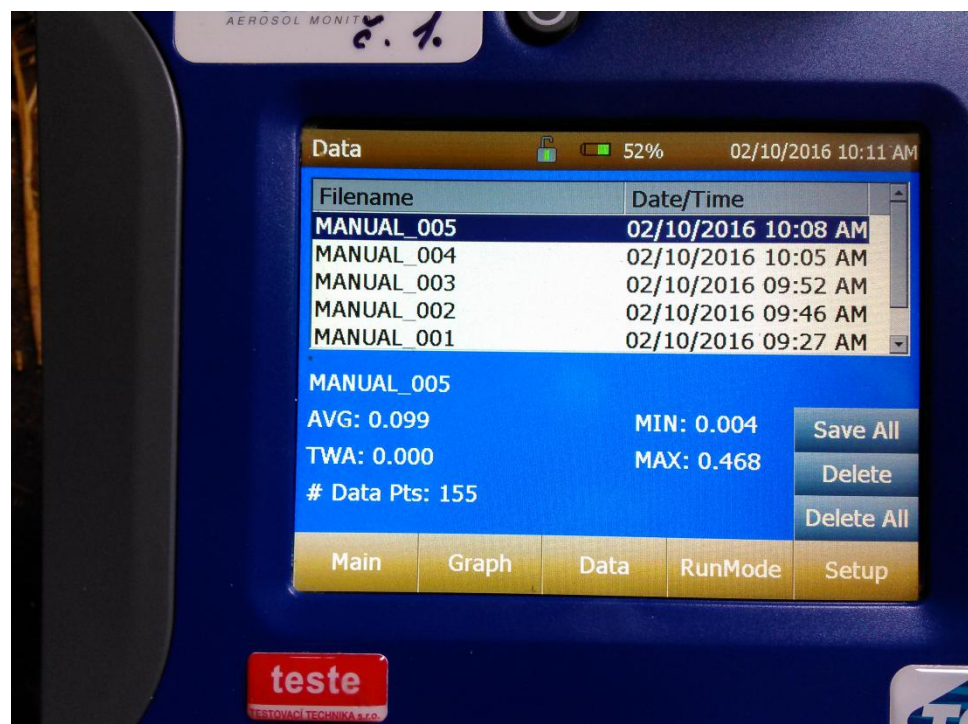 AEROSOL MONITOR
č. 1.
Data 52% 02/10/2016 10:11 AM
Filename Date/Time
MANUAL_005 02/10/2016 10:08 AM
MANUAL_004 02/10/2016 10:05 AM
MANUAL_003 02/10/2016 09:52 AM
MANUAL_002 02/10/2016 09:46 AM
MANUAL_001 02/10/2016 09:27 AM
MANUAL_005
AVG: 0.099 MIN: 0.004 Save All
TWA: 0.000 MAX: 0.468 Delete
# Data Pts: 155 Delete All
Main Graph Data RunMode Setup
teste
TESTOVACÍ TECHNIKA s.r.o.